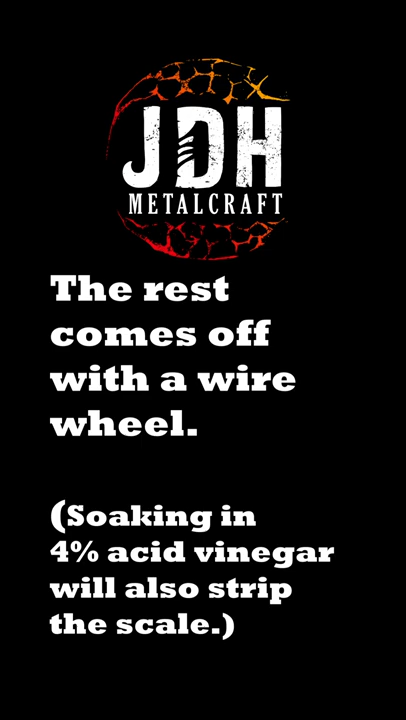 JDH
METALCRAFT
The rest
comes off
with a wire
wheel.
(Soaking in
4% acid vinegar
will also strip
the scale.)